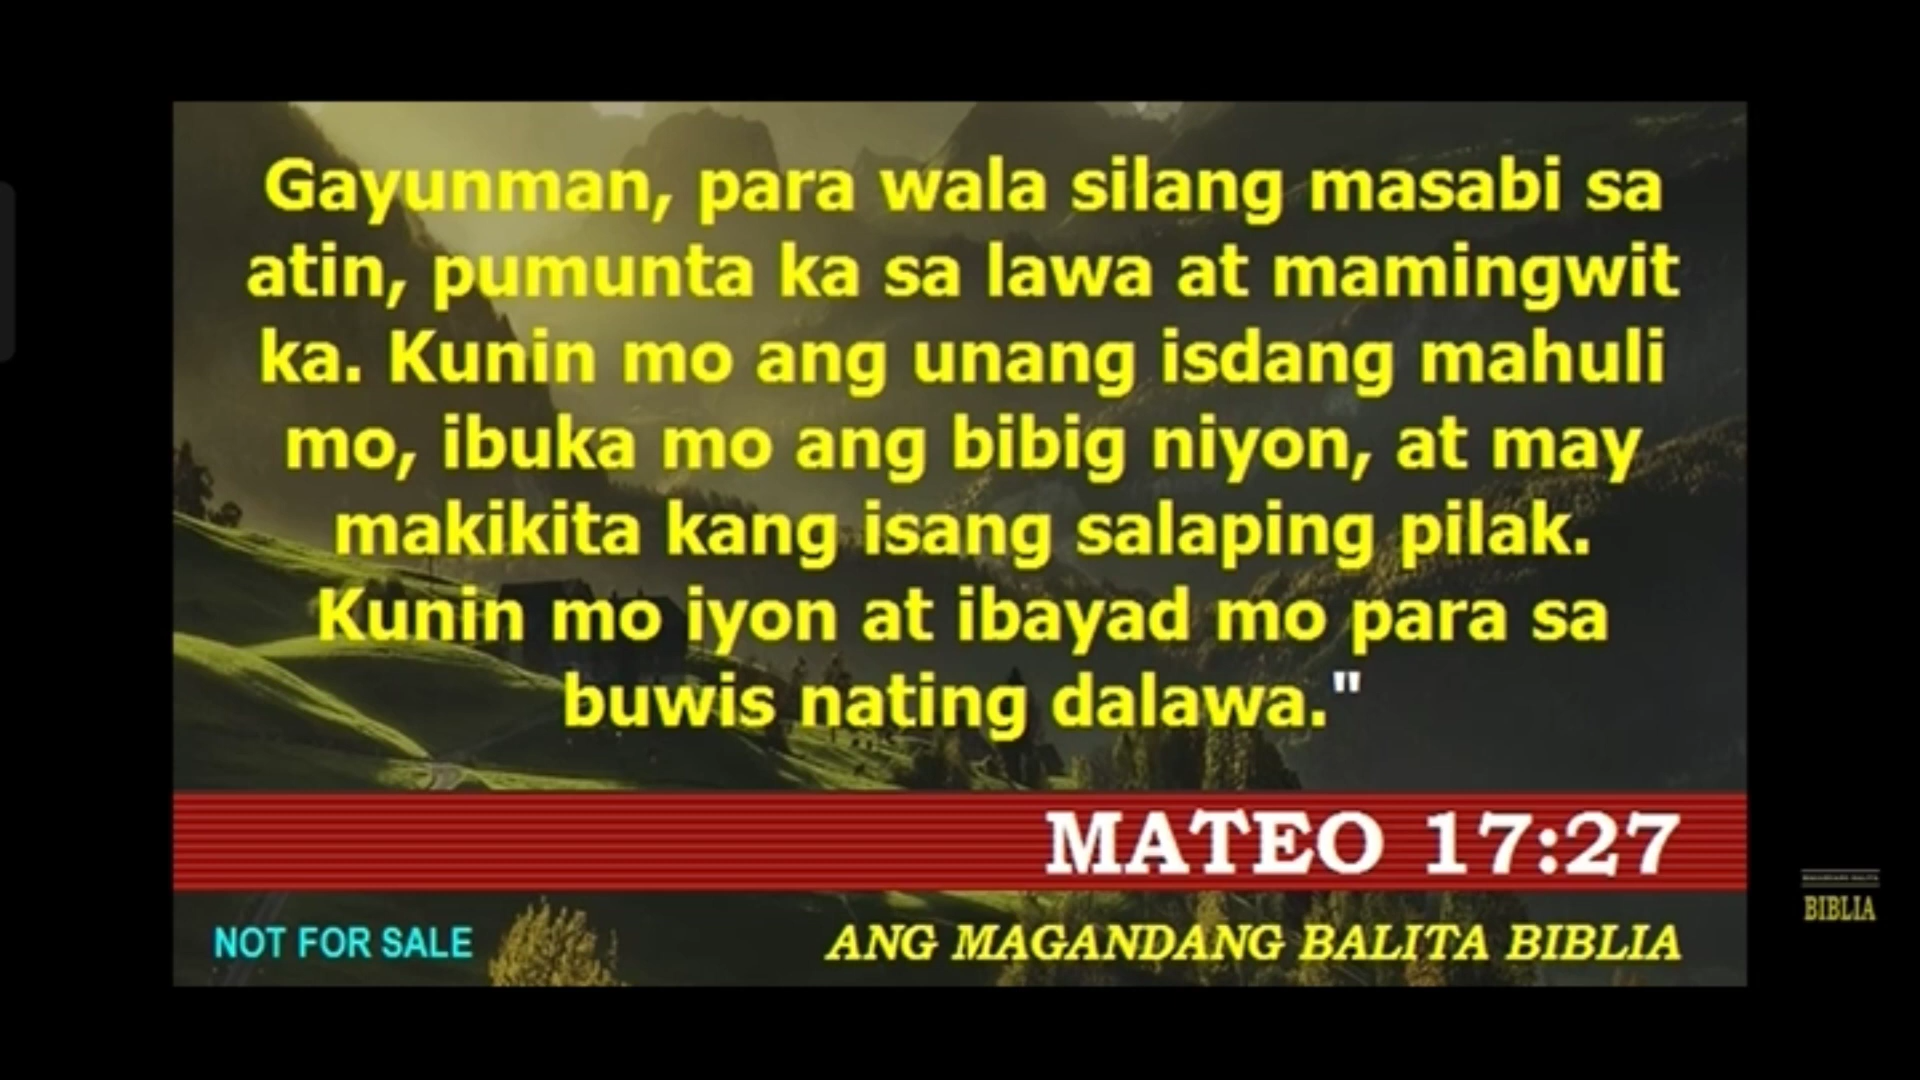 Gayunman, para wala silang masabi sa
atin, pumunta ka sa lawa at mamingwit
ka. Kunin mo ang unang isdang mahuli
mo, ibuka mo ang bibig niyon, at may
makikita kang isang salaping pilak.
Kunin mo iyon at ibayad mo para sa
buwis nating dalawa."
MATEO 17:27
NOT FOR SALE
ANG MAGANDANG BALITA BIBLIA
BIBLIA